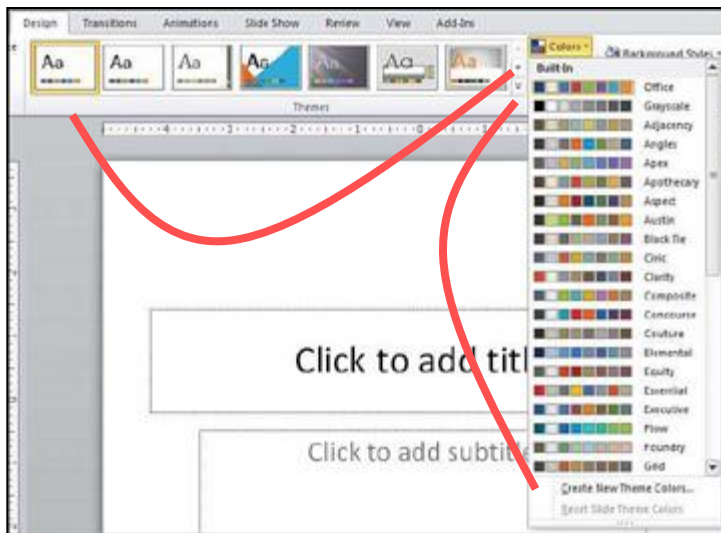 Design Transitions Animations Slide Show Review View Add-Ins
Aa Aa Aa Aa Aa Aa Aa
Themes
Colors
Background Styles
Built-In
Office
Grayscale
Adjacency
Angles
Apex
Apothecary
Aspect
Austin
Black Tie
Civic
Clarity
Composite
Concourse
Couture
Elemental
Equity
Essential
Executive
Flow
Foundry
Grid
Create New Theme Colors...
Reset Slide Theme Colors
Click to add titl
Click to add subtitle